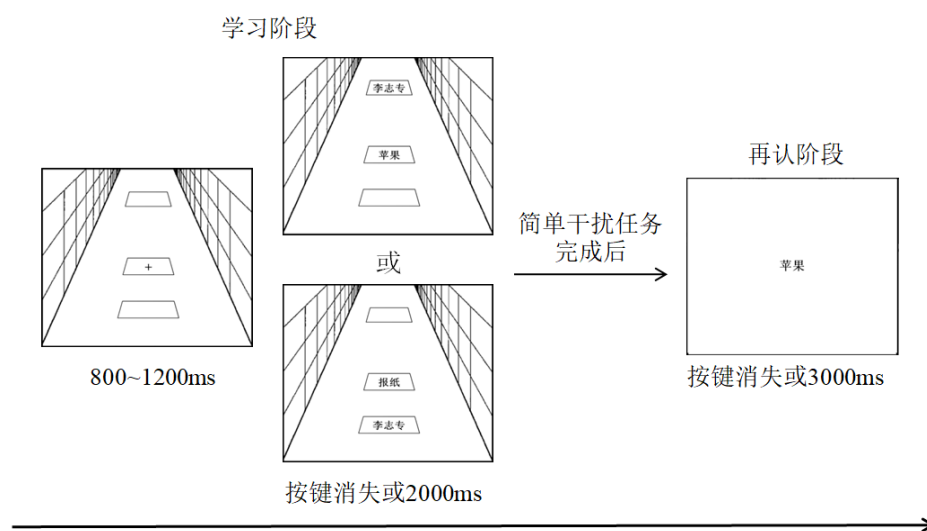 学习阶段
李志专
苹果
+
800~1200ms
或
报纸
李志专
按键消失或2000ms
简单干扰任务
完成后
再认阶段
苹果
按键消失或3000ms